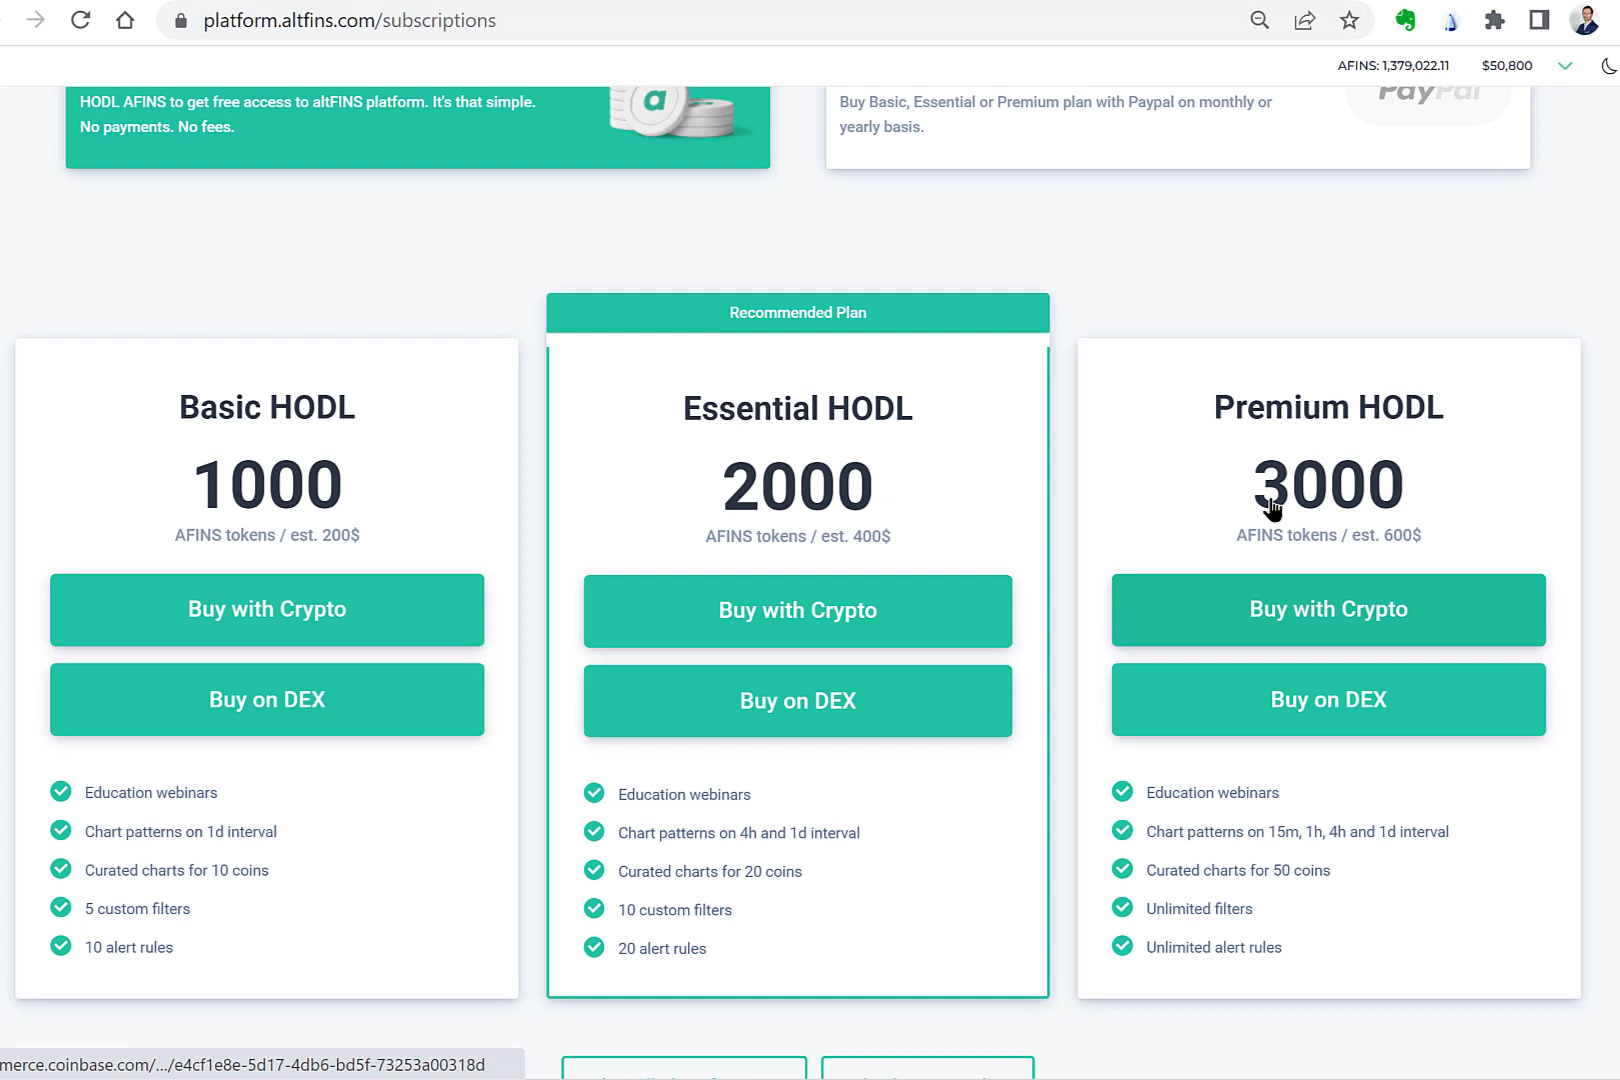 platform.altfins.com/subscriptions
AFINS: 1,379,022.11 $50,800
HODL AFINS to get free access to altFINS platform. It's that simple.
No payments. No fees.
a
Buy Basic, Essential or Premium plan with Paypal on monthly or
yearly basis.
PayPal
Recommended Plan
Basic HODL
1000
AFINS tokens / est. 200$
Buy with Crypto
Buy on DEX
Education webinars
Chart patterns on 1d interval
Curated charts for 10 coins
5 custom filters
10 alert rules
Essential HODL
2000
AFINS tokens / est. 400$
Buy with Crypto
Buy on DEX
Education webinars
Chart patterns on 4h and 1d interval
Curated charts for 20 coins
10 custom filters
20 alert rules
Premium HODL
3000
AFINS tokens / est. 600$
Buy with Crypto
Buy on DEX
Education webinars
Chart patterns on 15m, 1h, 4h and 1d interval
Curated charts for 50 coins
Unlimited filters
Unlimited alert rules
merce.coinbase.com/.../e4cf1e8e-5d17-4db6-bd5f-73253a00318d